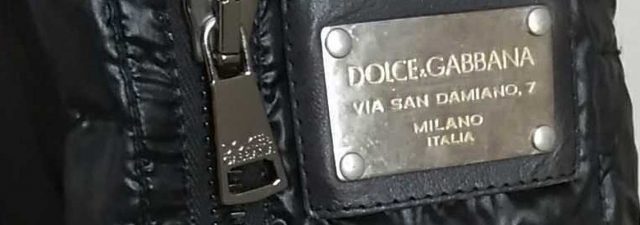 DOLCE&GABBANA
VIA SAN DAMIANO, 7
MILANO
ITALIA